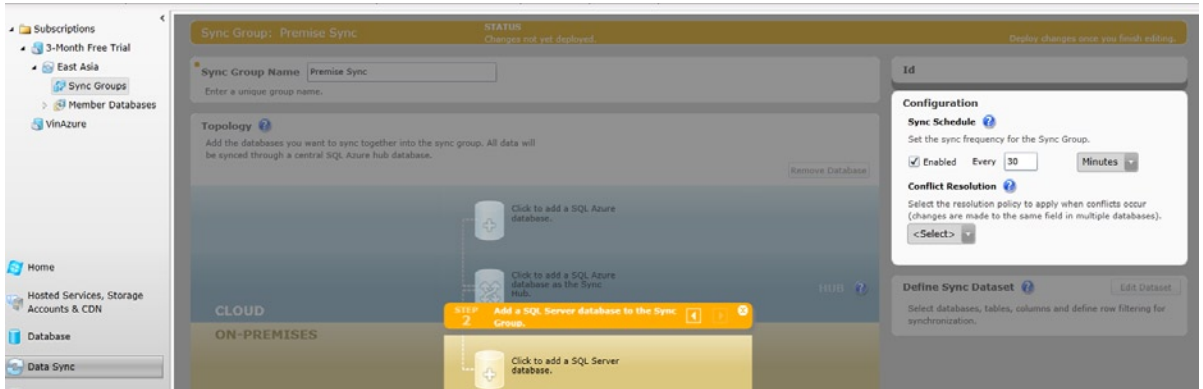 Subscriptions
3-Month Free Trial
East Asia
Sync Groups
Member Databases
VinAzure
Home
Hosted Services, Storage
Accounts & CDN
Database
Data Sync
Sync Group: Premise Sync
STATUS
Changes not yet deployed.
Deploy changes once you finish editing.
*Sync Group Name Premise Sync
Enter a unique group name.
Topology
Add the databases you want to sync together into the sync group. All data will
be synced through a central SQL Azure hub database.
Remove Database
Click to add a SQL Azure
database.
Click to add a SQL Azure
database as the Sync
Hub.
HUB
CLOUD
STEP
2
Add a SQL Server database to the Sync
Group.
ON-PREMISES
Click to add a SQL Server
database.
Id
Configuration
Sync Schedule
Set the sync frequency for the Sync Group.
Enabled Every 30 Minutes
Conflict Resolution
Select the resolution policy to apply when conflicts occur
(changes are made to the same field in multiple databases).
<Select>
Define Sync Dataset Edit Dataset
Select databases, tables, columns and define row filtering for
synchronization.